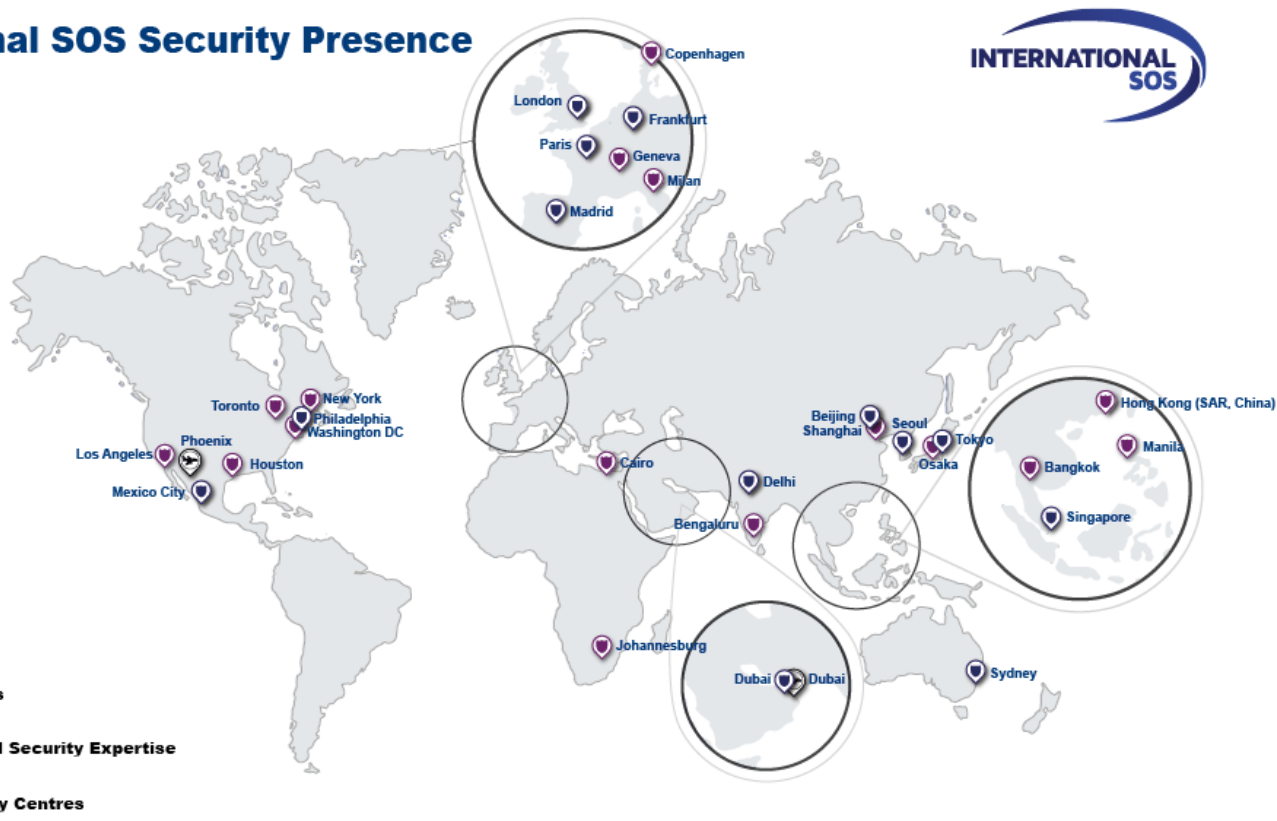 nal SOS Security Presence
INTERNATIONAL
SOS
Copenhagen
London
Frankfurt
Paris
Geneva
Milan
Madrid
New York
Toronto
Philadelphia
Washington DC
Phoenix
Los Angeles
Houston
Mexico City
Cairo
Beijing
Shanghai
Seoul
Tokyo
Osaka
Delhi
Bengaluru
Hong Kong (SAR, China)
Manila
Bangkok
Singapore
Johannesburg
Dubai
Dubai
Sydney
s
l Security Expertise
y Centres